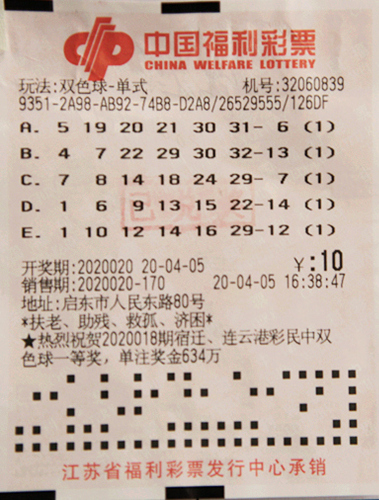 中国福利彩票
CHINA WELFARE LOTTERY
玩法:双色球-单式 机号:32060839
9351-2A98-AB92-74B8-D2A8/26529555/126DF
A. 5 19 20 21 30 31- 6 (1)
B. 4 7 22 29 30 32-13 (1)
C. 7 8 14 18 24 29- 7 (1)
D. 1 6 9 13 15 22-14 (1)
E. 1 10 12 14 16 29-12 (1)
已兑奖
开奖期:2020020 20-04-05 ¥:10
销售期:2020020-170 20-04-05 16:38:47
地址:启东市人民东路80号
*扶老、助残、救孤、济困*
★热烈祝贺2020018期宿迁、连云港彩民中双
色球一等奖,单注奖金634万
江苏省福利彩票发行中心承销